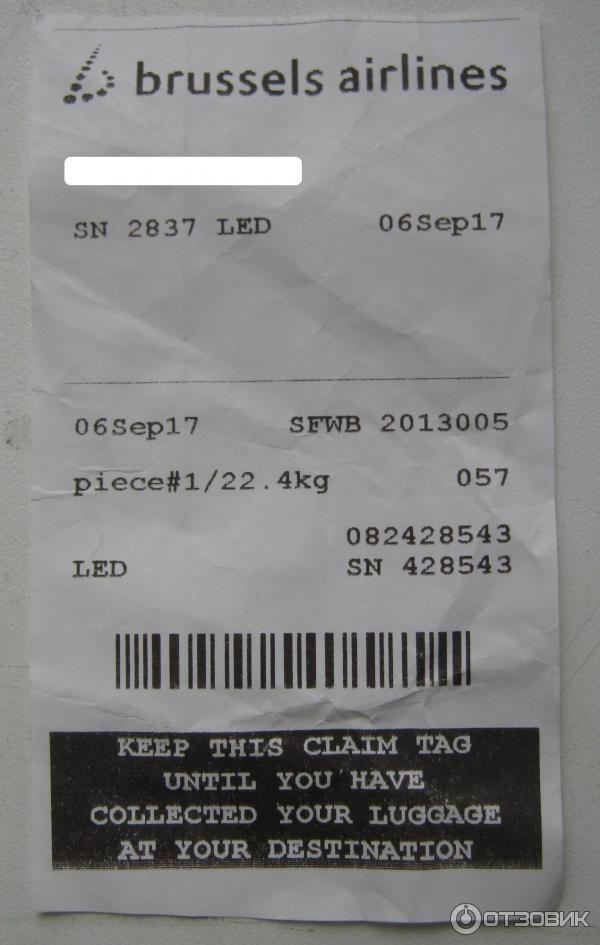 brussels airlines
SN 2837 LED 06Sep17
06Sep17 SFWB 2013005
piece#1/22.4kg 057
082428543
LED SN 428543
KEEP THIS CLAIM TAG
UNTIL YOU HAVE
COLLECTED YOUR LUGGAGE
AT YOUR DESTINATION
ОТЗОВИК